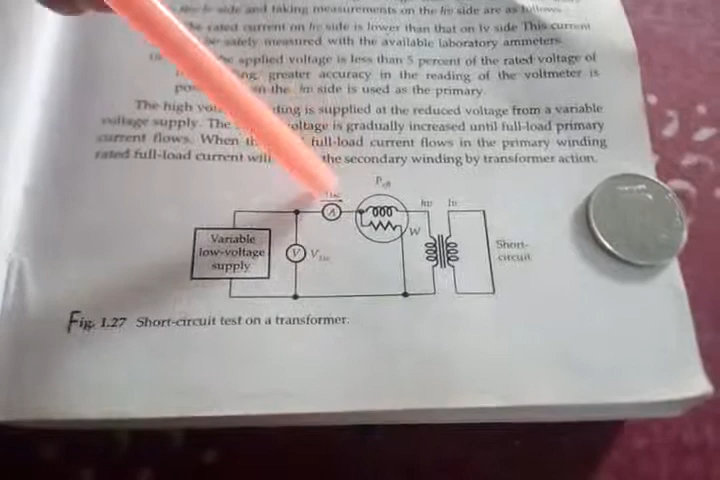 side and taking measurements on the hv side are as follows
rated current on hv side is lower than that on lv side This current
safely measured with the available laboratory ammeters.
applied voltage is less than 5 percent of the rated voltage of
greater accuracy in the reading of the voltmeter is
the hv side is used as the primary.
The high is supplied at the reduced voltage from a variable
voltage supply. The voltage is gradually increased until full-load primary
current flows. When full-load current flows in the primary winding
rated full-load current will the secondary winding by transformer action.
A
W
hv lv
Variable
low-voltage
supply
V V
Short-
circuit
Fig. 1.27 Short-circuit test on a transformer.